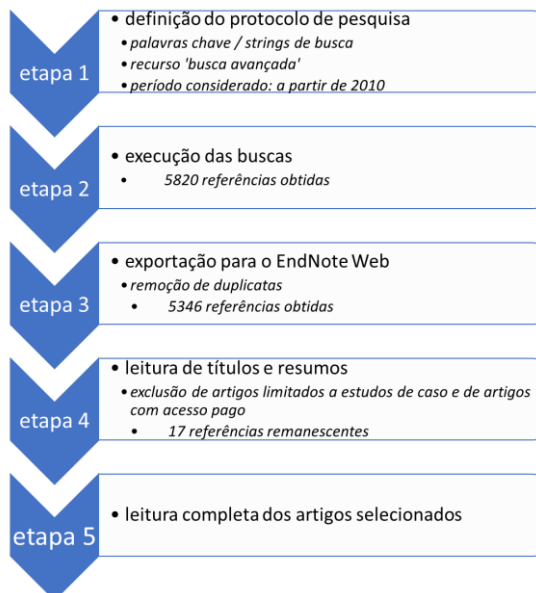 etapa 1
• definição do protocolo de pesquisa
• palavras chave / strings de busca
• recurso 'busca avançada'
• período considerado: a partir de 2010
etapa 2
• execução das buscas
• 5820 referências obtidas
etapa 3
• exportação para o EndNote Web
• remoção de duplicatas
• 5346 referências obtidas
etapa 4
• leitura de títulos e resumos
• exclusão de artigos limitados a estudos de caso e de artigos
com acesso pago
• 17 referências remanescentes
etapa 5
• leitura completa dos artigos selecionados